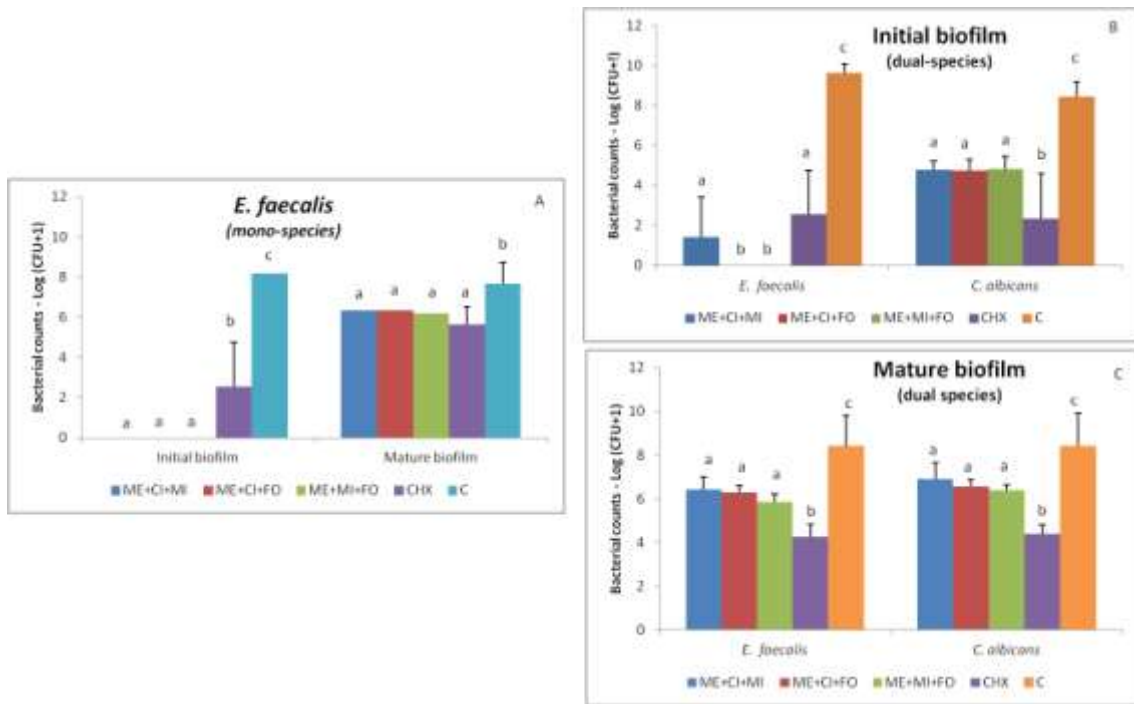 E. faecalis
(mono-species)
A
Bacterial counts - Log (CFU+1)
12
10
8
6
4
2
0
a a a b c
a a a a b
Initial biofilm Mature biofilm
ME+CI+MI ME+CI+FO ME+MI+FO CHX C
Initial biofilm
(dual-species)
B
Bacterial counts - Log (CFU+!)
12
10
8
6
4
2
0
a b b a c
a a a b c
E. faecalis C. albicans
ME+CI+MI ME+CI+FO ME+MI+FO CHX C
Mature biofilm
(dual species)
C
Bacterial counts - Log (CFU+1)
12
10
8
6
4
2
0
a a a b c
a a a b c
E. faecalis C. albicans
ME+CI+MI ME+CI+FO ME+MI+FO CHX C